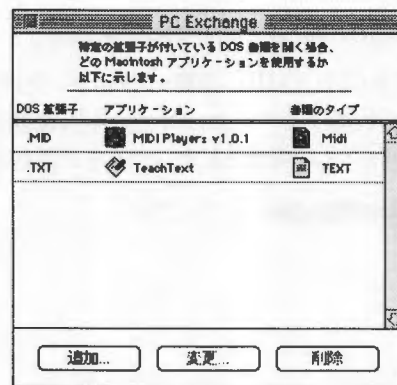 PC Exchange
特定の拡張子が付いている DOS 書類を開く場合、
どの Macintosh アプリケーションを使用するか
以下に示します。
DOS 拡張子 アプリケーション 書類のタイプ
.MID MIDI Players v1.0.1 Midi
.TXT TeachText TEXT
追加... 変更... 削除